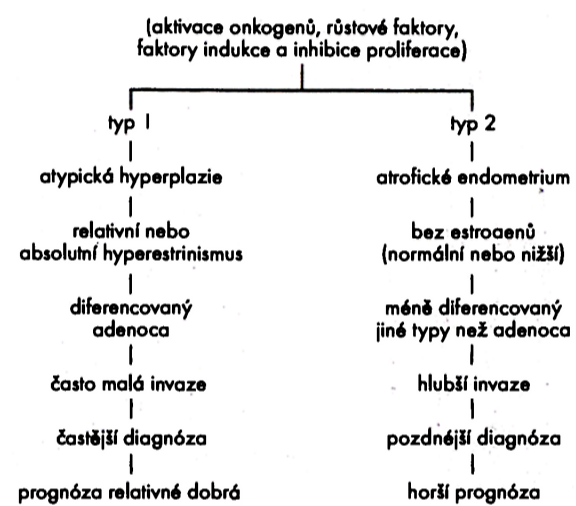 (aktivace onkogenů, růstové faktory,
faktory indukce a inhibice proliferace)
typ 1
atypická hyperplazie
relativní nebo
absolutní hyperestrinismus
diferencovaný
adenoca
často malá invaze
častější diagnóza
prognóza relativné dobrá
typ 2
atrofické endometrium
bez estroaenů
(normální nebo nižší)
méně diferencovaný
jiné typy než adenoca
hlubší invaze
pozdnější diagnóza
horší prognóza